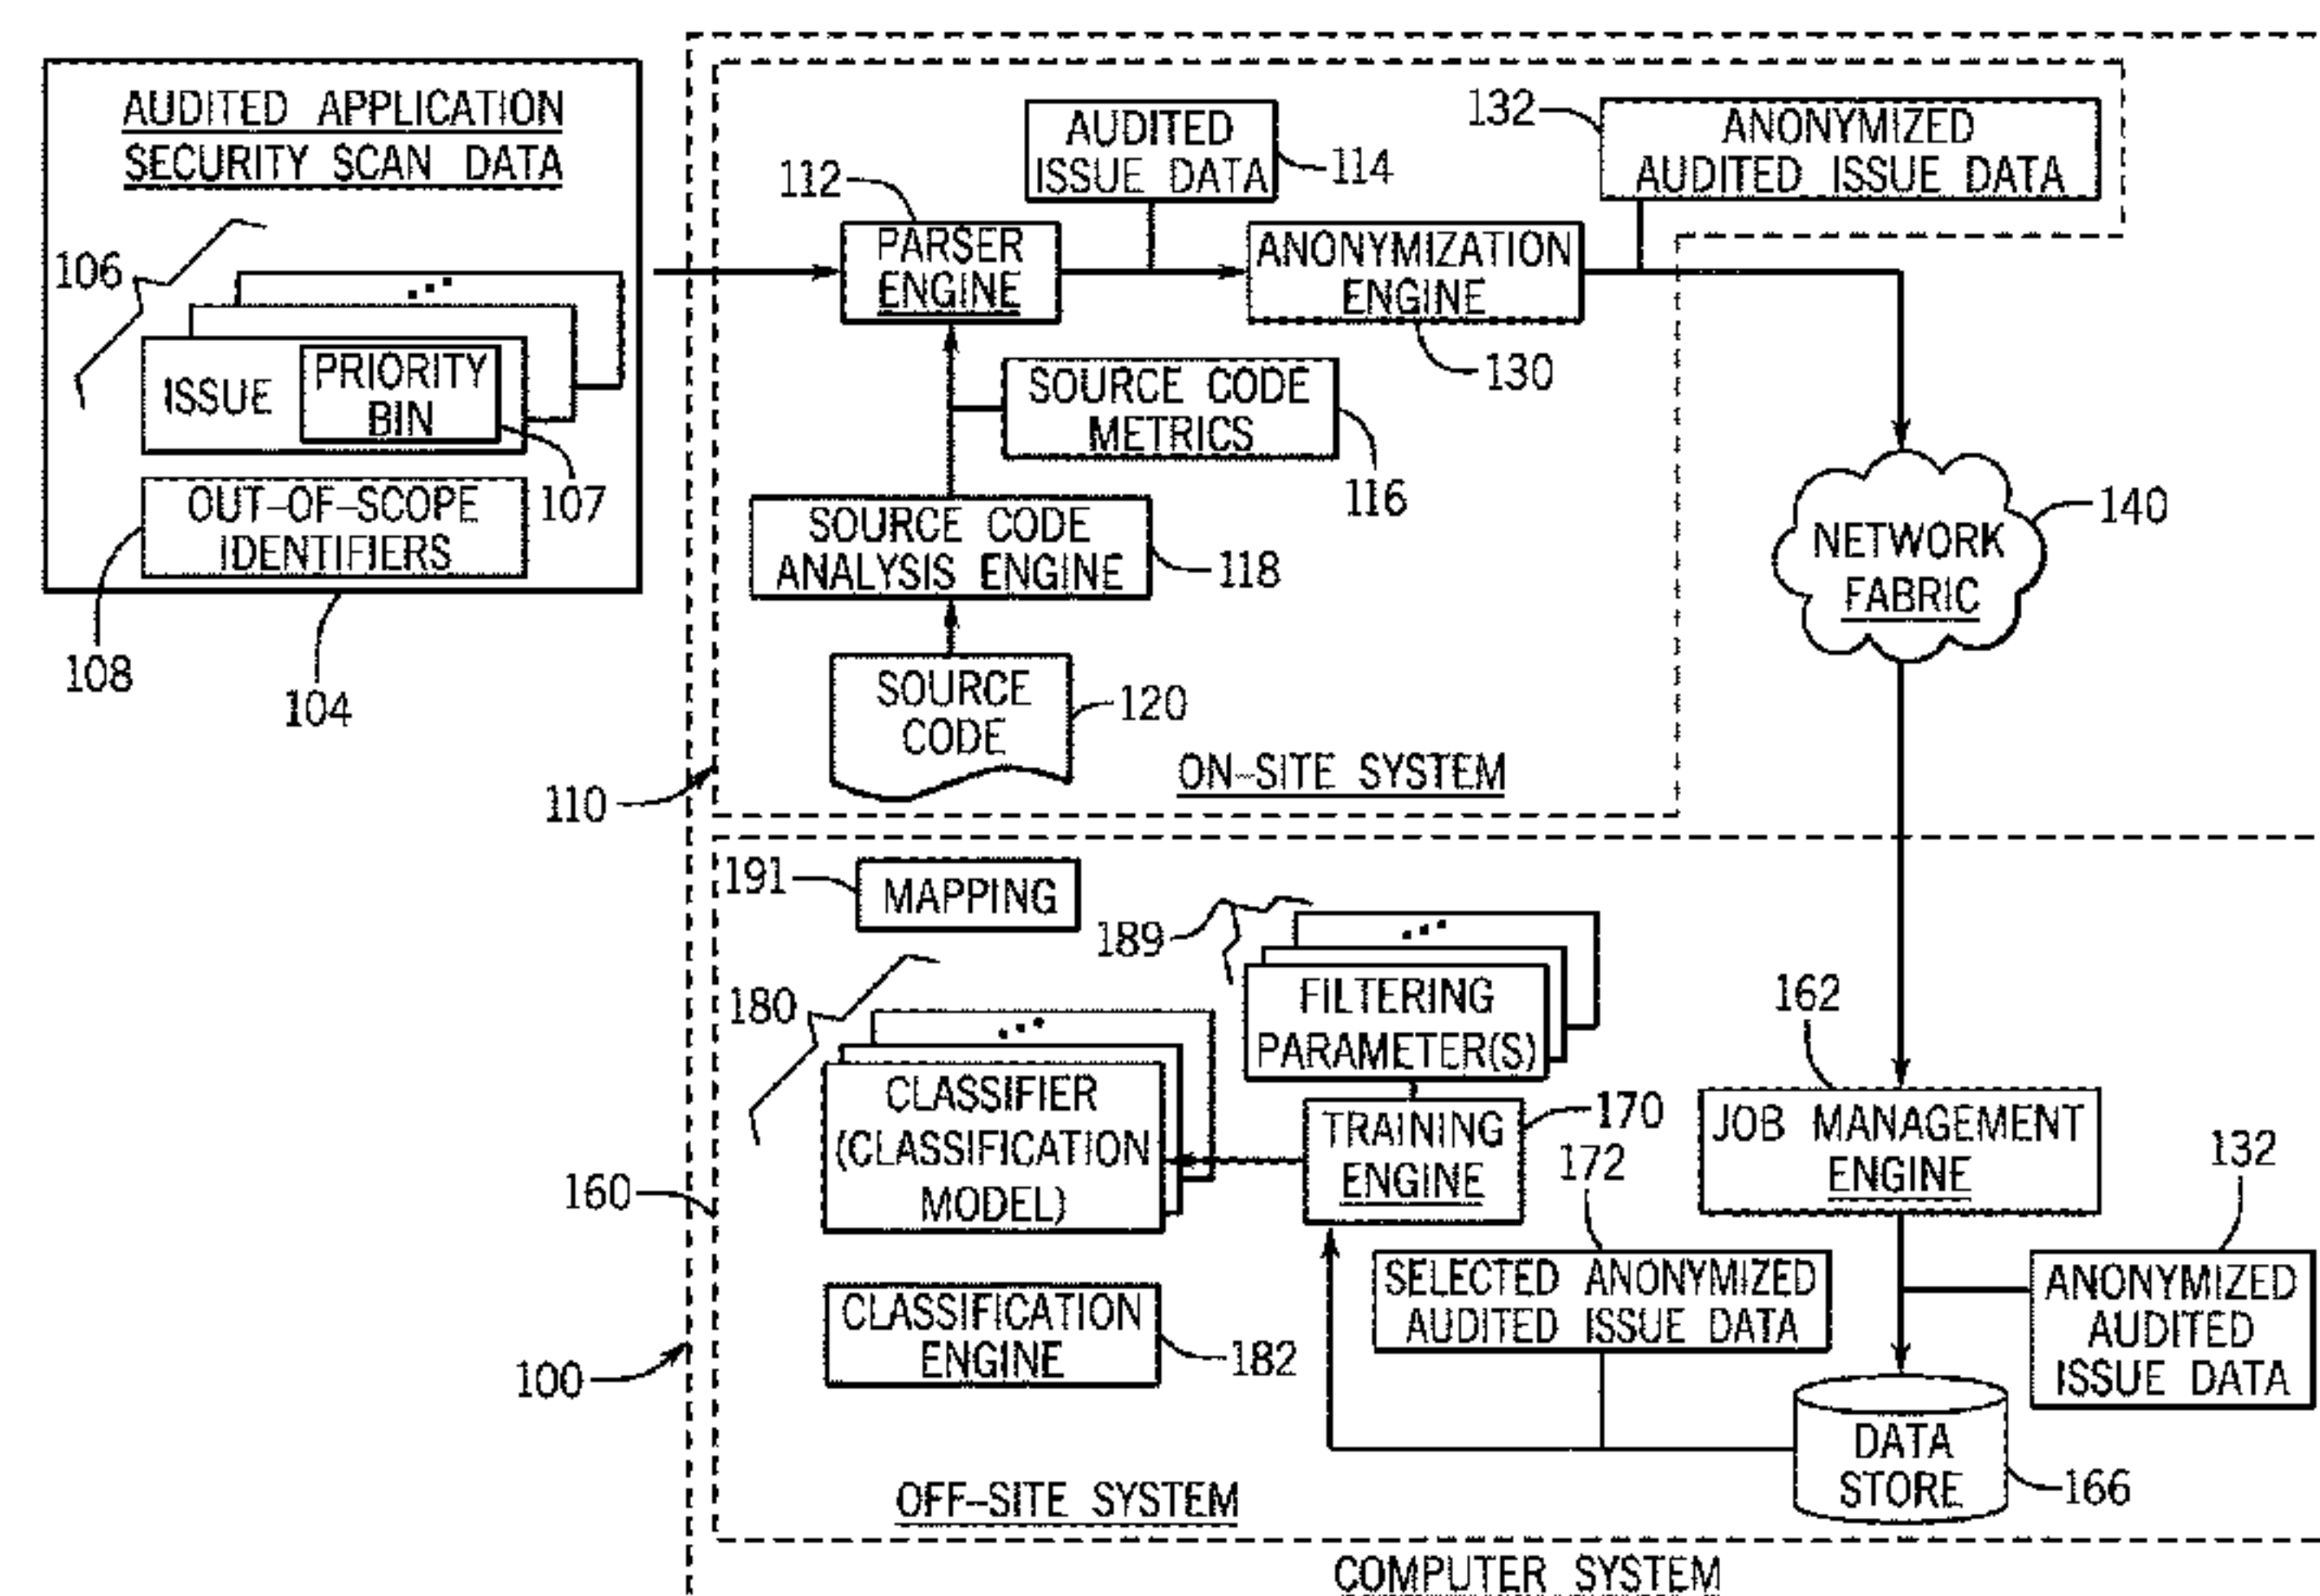 AUDITED APPLICATION
SECURITY SCAN DATA
106
ISSUE
PRIORITY
BIN
107
OUT-OF-SCOPE
IDENTIFIERS
108
104
112
PARSER
ENGINE
AUDITED
ISSUE DATA
114
132
ANONYMIZED
AUDITED ISSUE DATA
ANONYMIZATION
ENGINE
130
SOURCE CODE
METRICS
116
SOURCE CODE
ANALYSIS ENGINE
118
SOURCE
CODE
120
110
ON-SITE SYSTEM
NETWORK
FABRIC
140
191
MAPPING
189
FILTERING
PARAMETER(S)
180
CLASSIFIER
(CLASSIFICATION
MODEL)
160
TRAINING
ENGINE
170
172
162
JOB MANAGEMENT
ENGINE
132
SELECTED ANONYMIZED
AUDITED ISSUE DATA
ANONYMIZED
AUDITED
ISSUE DATA
CLASSIFICATION
ENGINE
182
100
DATA
STORE
166
OFF-SITE SYSTEM
COMPUTER SYSTEM